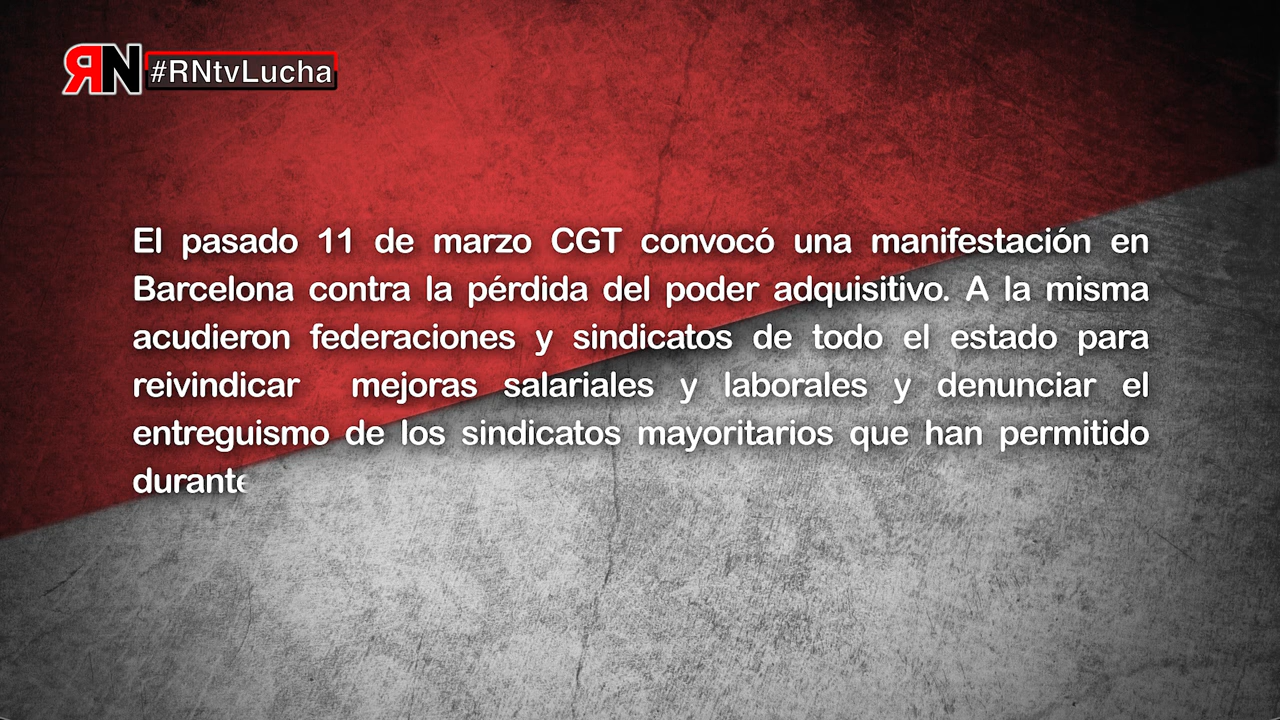 RN #RNtvLucha
El pasado 11 de marzo CGT convocó una manifestación en
Barcelona contra la pérdida del poder adquisitivo. A la misma
acudieron federaciones y sindicatos de todo el estado para
reivindicar mejoras salariales y laborales y denunciar el
entreguismo de los sindicatos mayoritarios que han permitido
durante